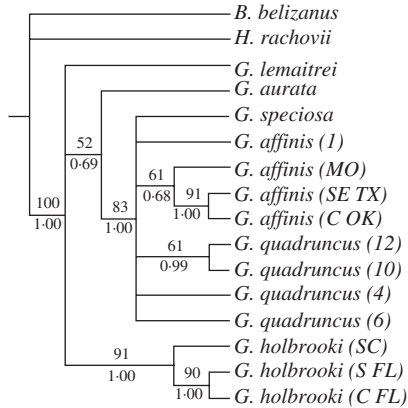 B. belizanus
H. rachovii
G. lemaitrei
G. aurata
52
0·69
G. speciosa
G. affinis (1)
61
0·68
G. affinis (MO)
91
1·00
G. affinis (SE TX)
G. affinis (C OK)
100
1·00
83
1·00
61
0·99
G. quadruncus (12)
G. quadruncus (10)
G. quadruncus (4)
G. quadruncus (6)
91
1·00
G. holbrooki (SC)
90
1·00
G. holbrooki (S FL)
G. holbrooki (C FL)